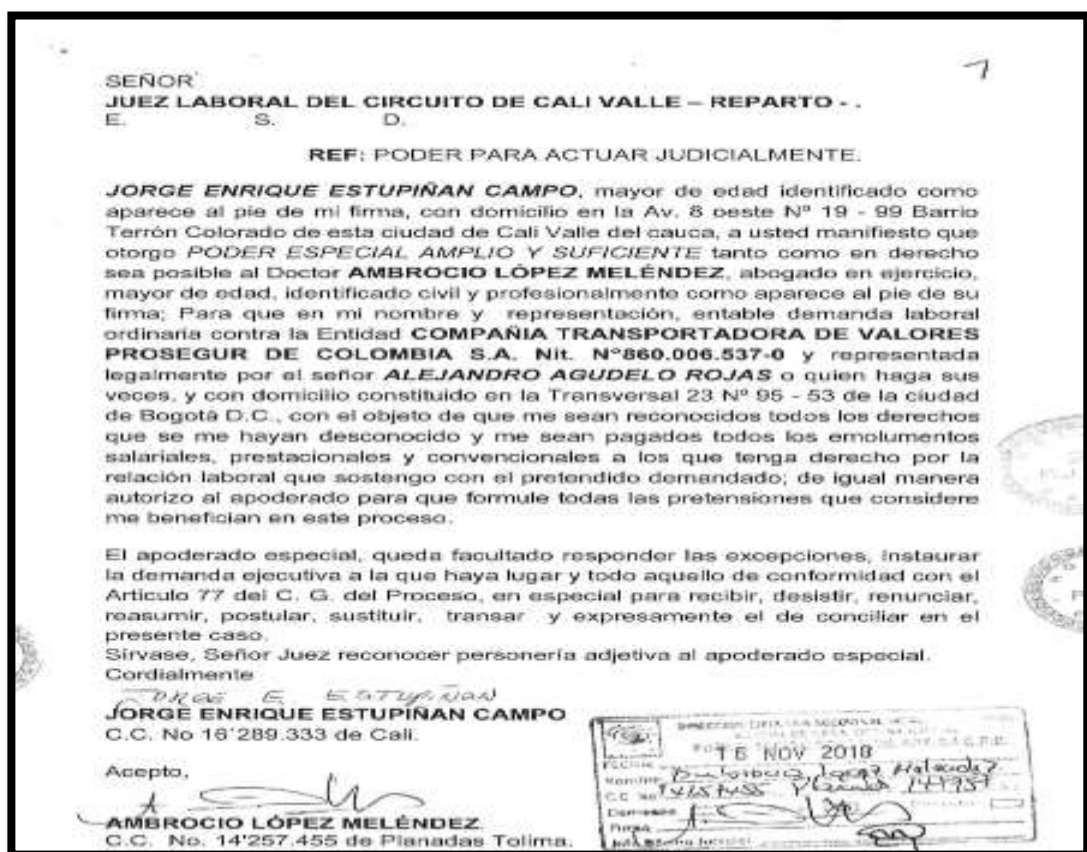 7
SEÑOR
JUEZ LABORAL DEL CIRCUITO DE CALI VALLE – REPARTO - .
E. S. D.
REF: PODER PARA ACTUAR JUDICIALMENTE.
JORGE ENRIQUE ESTUPIÑAN CAMPO, mayor de edad identificado como
aparece al pie de mi firma, con domicilio en la Av. 8 oeste Nº 19 - 99 Barrio
Terrón Colorado de esta ciudad de Cali Valle del cauca, a usted manifiesto que
otorgo PODER ESPECIAL AMPLIO Y SUFICIENTE tanto como en derecho
sea posible al Doctor AMBROCIO LÓPEZ MELÉNDEZ, abogado en ejercicio,
mayor de edad, identificado civil y profesionalmente como aparece al pie de su
firma; Para que en mi nombre y representación, entable demanda laboral
ordinaria contra la Entidad COMPAÑIA TRANSPORTADORA DE VALORES
PROSEGUR DE COLOMBIA S.A. Nit. N°860.006.537-0 y representada
legalmente por el señor ALEJANDRO AGUDELO ROJAS o quien haga sus
veces, y con domicilio constituido en la Transversal 23 Nº 95 - 53 de la ciudad
de Bogotá D.C., con el objeto de que me sean reconocidos todos los derechos
que se me hayan desconocido y me sean pagados todos los emolumentos
salariales, prestacionales y convencionales a los que tenga derecho por la
relación laboral que sostengo con el pretendido demandado; de igual manera
autorizo al apoderado para que formule todas las pretensiones que considere
me benefician en este proceso.
El apoderado especial, queda facultado responder las excepciones, Instaurar
la demanda ejecutiva a la que haya lugar y todo aquello de conformidad con el
Articulo 77 del C. G. del Proceso, en especial para recibir, desistir, renunciar,
reasumir, postular, sustituir, transar y expresamente el de conciliar en el
presente caso.
Sírvase, Señor Juez reconocer personería adjetiva al apoderado especial.
Cordialmente
JORGE E. ESTUPIÑAN
JORGE ENRIQUE ESTUPIÑAN CAMPO
C.C. No 16'289.333 de Cali.
16 NOV 2018
Acepto,
AMBROCIO LÓPEZ MELÉNDEZ
C.C. No. 14'257.455 de Planadas Tolima.